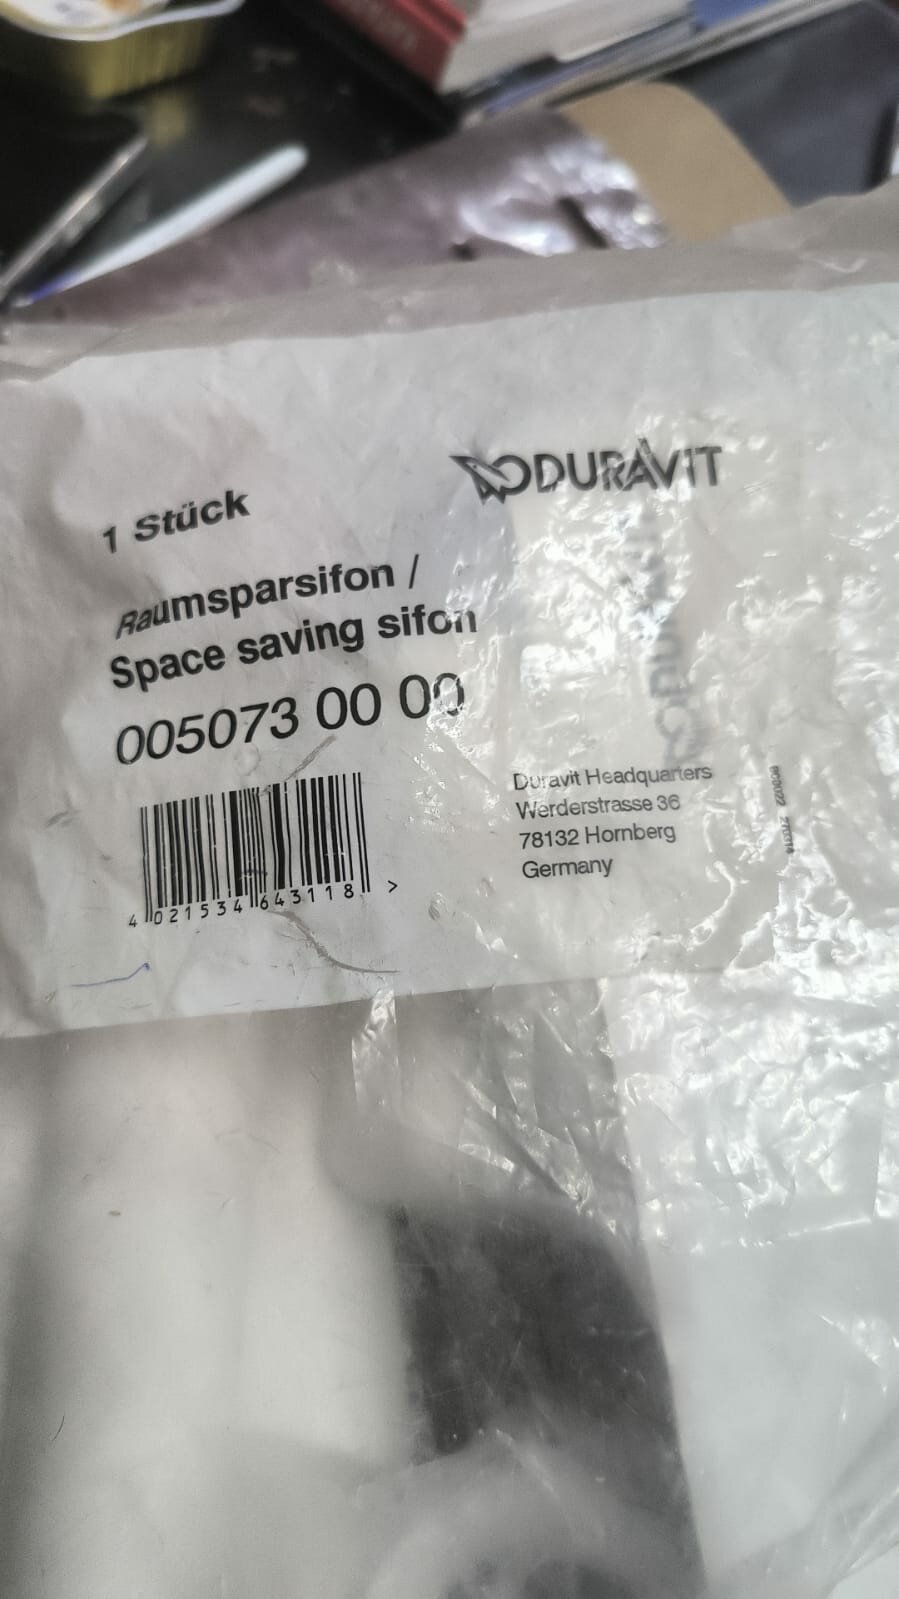 DURAVIT
1 Stück
Raumsparsifon /
Space saving sifon
005073 00 00
4 021534 643118 >
Duravit Headquarters
Werderstrasse 36
78132 Hornberg
Germany